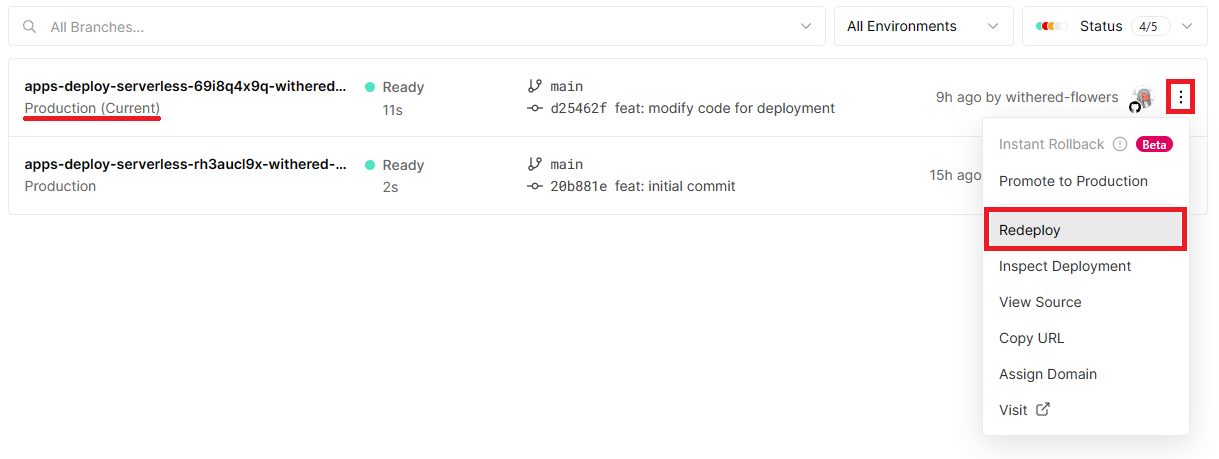 All Branches...
All Environments
Status 4/5
apps-deploy-serverless-69i8q4x9q-withered...
Ready
main
Production (Current)
11s
d25462f feat: modify code for deployment
9h ago by withered-flowers
apps-deploy-serverless-rh3aucl9x-withered-...
Ready
main
Production
2s
20b881e feat: initial commit
15h ago
Instant Rollback Beta
Promote to Production
Redeploy
Inspect Deployment
View Source
Copy URL
Assign Domain
Visit